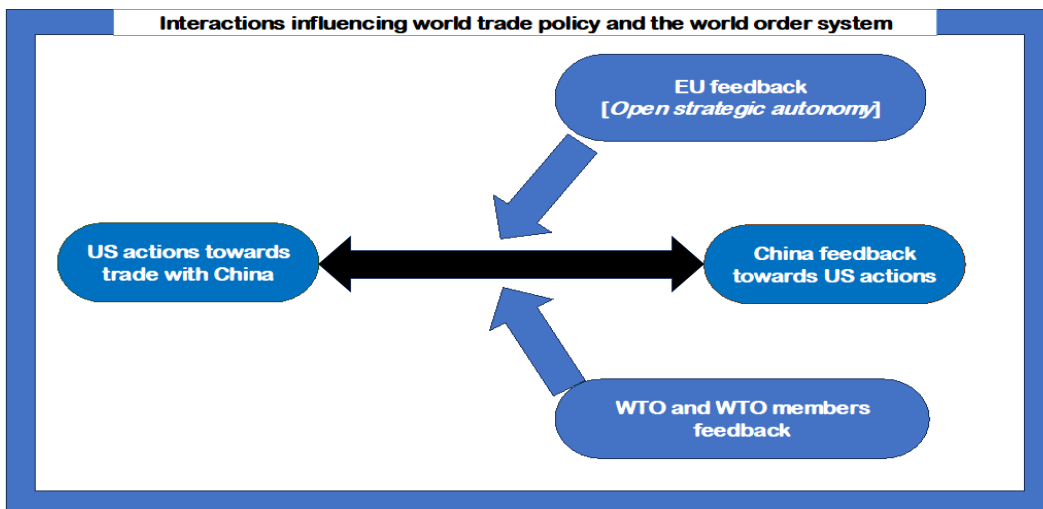 Interactions influencing world trade policy and the world order system
EU feedback
[Open strategic autonomy]
US actions towards
trade with China
China feedback
towards US actions
WTO and WTO members
feedback